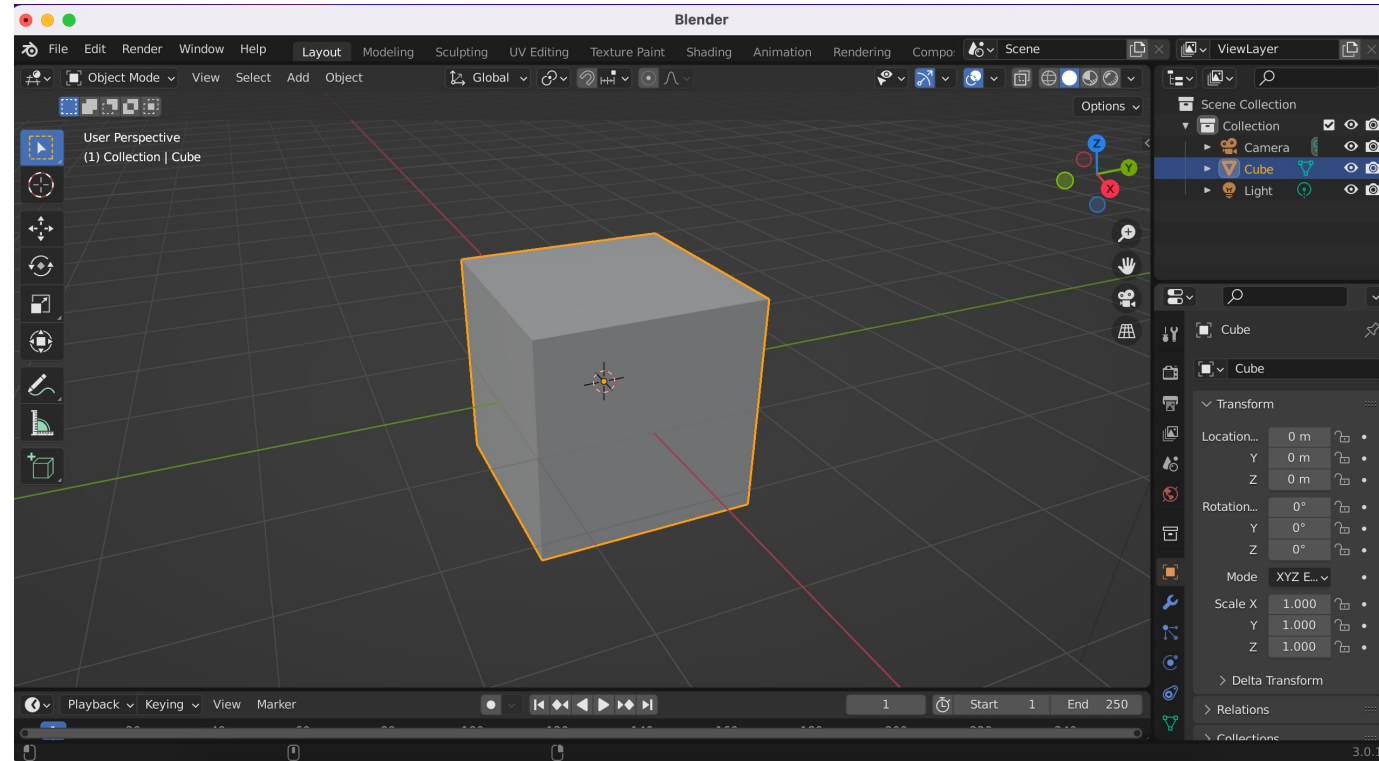 Blender
File Edit Render Window Help Layout Modeling Sculpting UV Editing Texture Paint Shading Animation Rendering Compo Scene ViewLayer
Object Mode View Select Add Object Global
Options
User Perspective
(1) Collection | Cube
Z
Y
X
Scene Collection
Collection
Camera
Cube
Light
Cube
Cube
Transform
Location... 0 m
Y 0 m
Z 0 m
Rotation... 0°
Y 0°
Z 0°
Mode XYZ E...
Scale X 1.000
Y 1.000
Z 1.000
Delta Transform
Relations
Collections
Playback Keying View Marker 1 Start 1 End 250